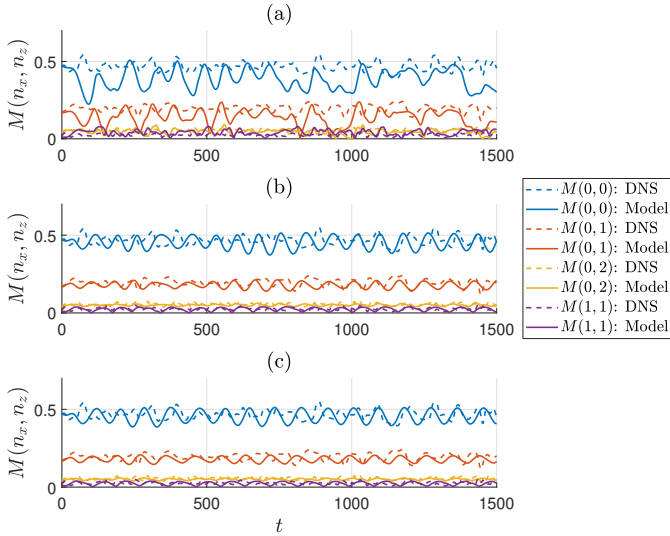 (a)
M(n_x, n_z)
0.5
0
0 500 1000 1500
(b)
M(n_x, n_z)
0.5
0
0 500 1000 1500
(c)
M(n_x, n_z)
0.5
0
0 500 1000 1500
t
M(0,0): DNS
M(0,0): Model
M(0,1): DNS
M(0,1): Model
M(0,2): DNS
M(0,2): Model
M(1,1): DNS
M(1,1): Model